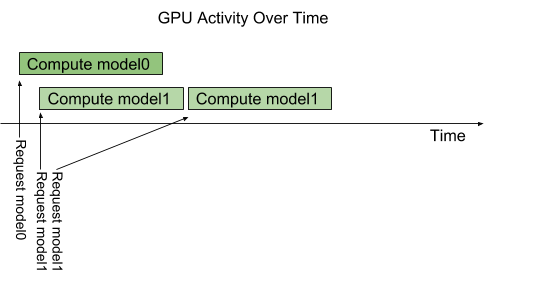 GPU Activity Over Time
Compute model0
Compute model1
Compute model1
Time
Request model0
Request model1
Request model1